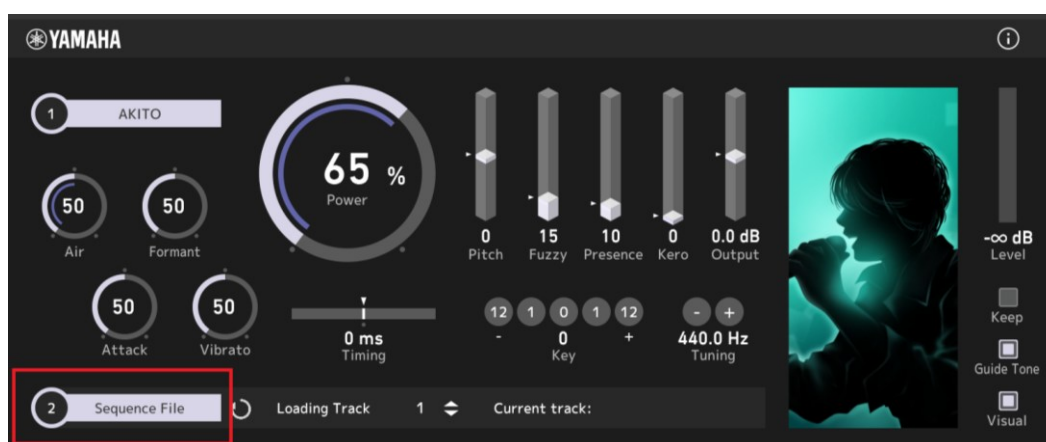 YAMAHA
i
1 AKITO
65 %
Power
50
Air
50
Formant
50
Attack
50
Vibrato
0 ms
Timing
0
Pitch
15
Fuzzy
10
Presence
0
Kero
0.0 dB
Output
12 1 0 1 12
- 0 +
Key
- +
440.0 Hz
Tuning
-∞ dB
Level
Keep
Guide Tone
Visual
2 Sequence File Loading Track 1 Current track: